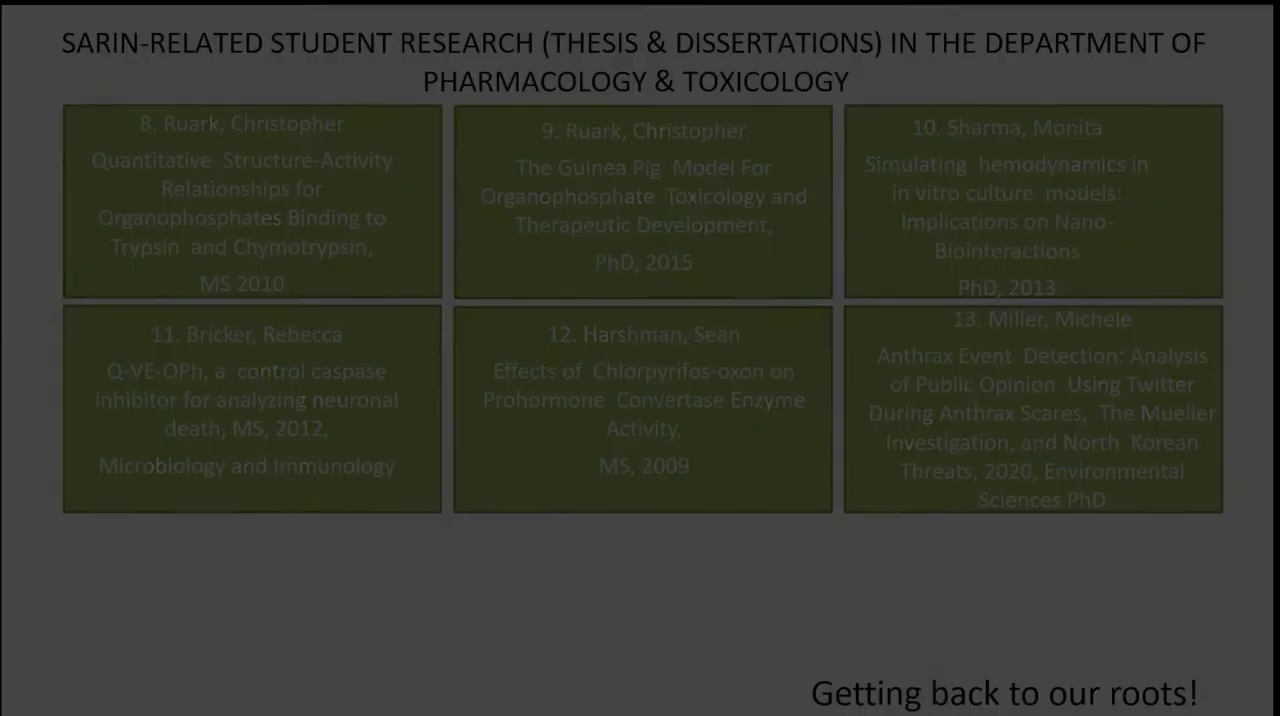 SARIN-RELATED STUDENT RESEARCH (THESIS & DISSERTATIONS) IN THE DEPARTMENT OF
PHARMACOLOGY & TOXICOLOGY
8. Ruark, Christopher
Quantitative Structure-Activity
Relationships for
Organophosphates Binding to
Trypsin and Chymotrypsin,
MS 2010
9. Ruark, Christopher
The Guinea Pig Model For
Organophosphate Toxicology and
Therapeutic Development,
PhD, 2015
10. Sharma, Monita
Simulating hemodynamics in
in vitro culture models:
Implications on Nano-
Biointeractions
PhD, 2013
11. Bricker, Rebecca
Q-VE-OPh, a control caspase
inhibitor for analyzing neuronal
death, MS, 2012,
Microbiology and Immunology
12. Harshman, Sean
Effects of Chlorpyrifos-oxon on
Prohormone Convertase Enzyme
Activity,
MS, 2009
13. Miller, Michele
Anthrax Event Detection: Analysis
of Public Opinion Using Twitter
During Anthrax Scares, The Mueller
Investigation, and North Korean
Threats, 2020, Environmental
Sciences PhD
Getting back to our roots!